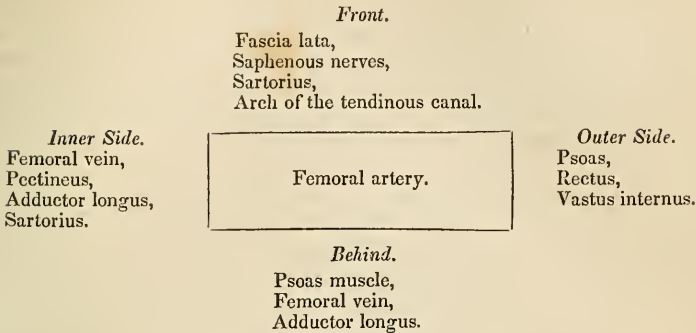 Front.
Fascia lata,
Saphenous nerves,
Sartorius,
Arch of the tendinous canal.
Inner Side.
Femoral vein,
Pectineus,
Adductor longus,
Sartorius.
Femoral artery.
Outer Side.
Psoas,
Rectus,
Vastus internus.
Behind.
Psoas muscle,
Femoral vein,
Adductor longus.